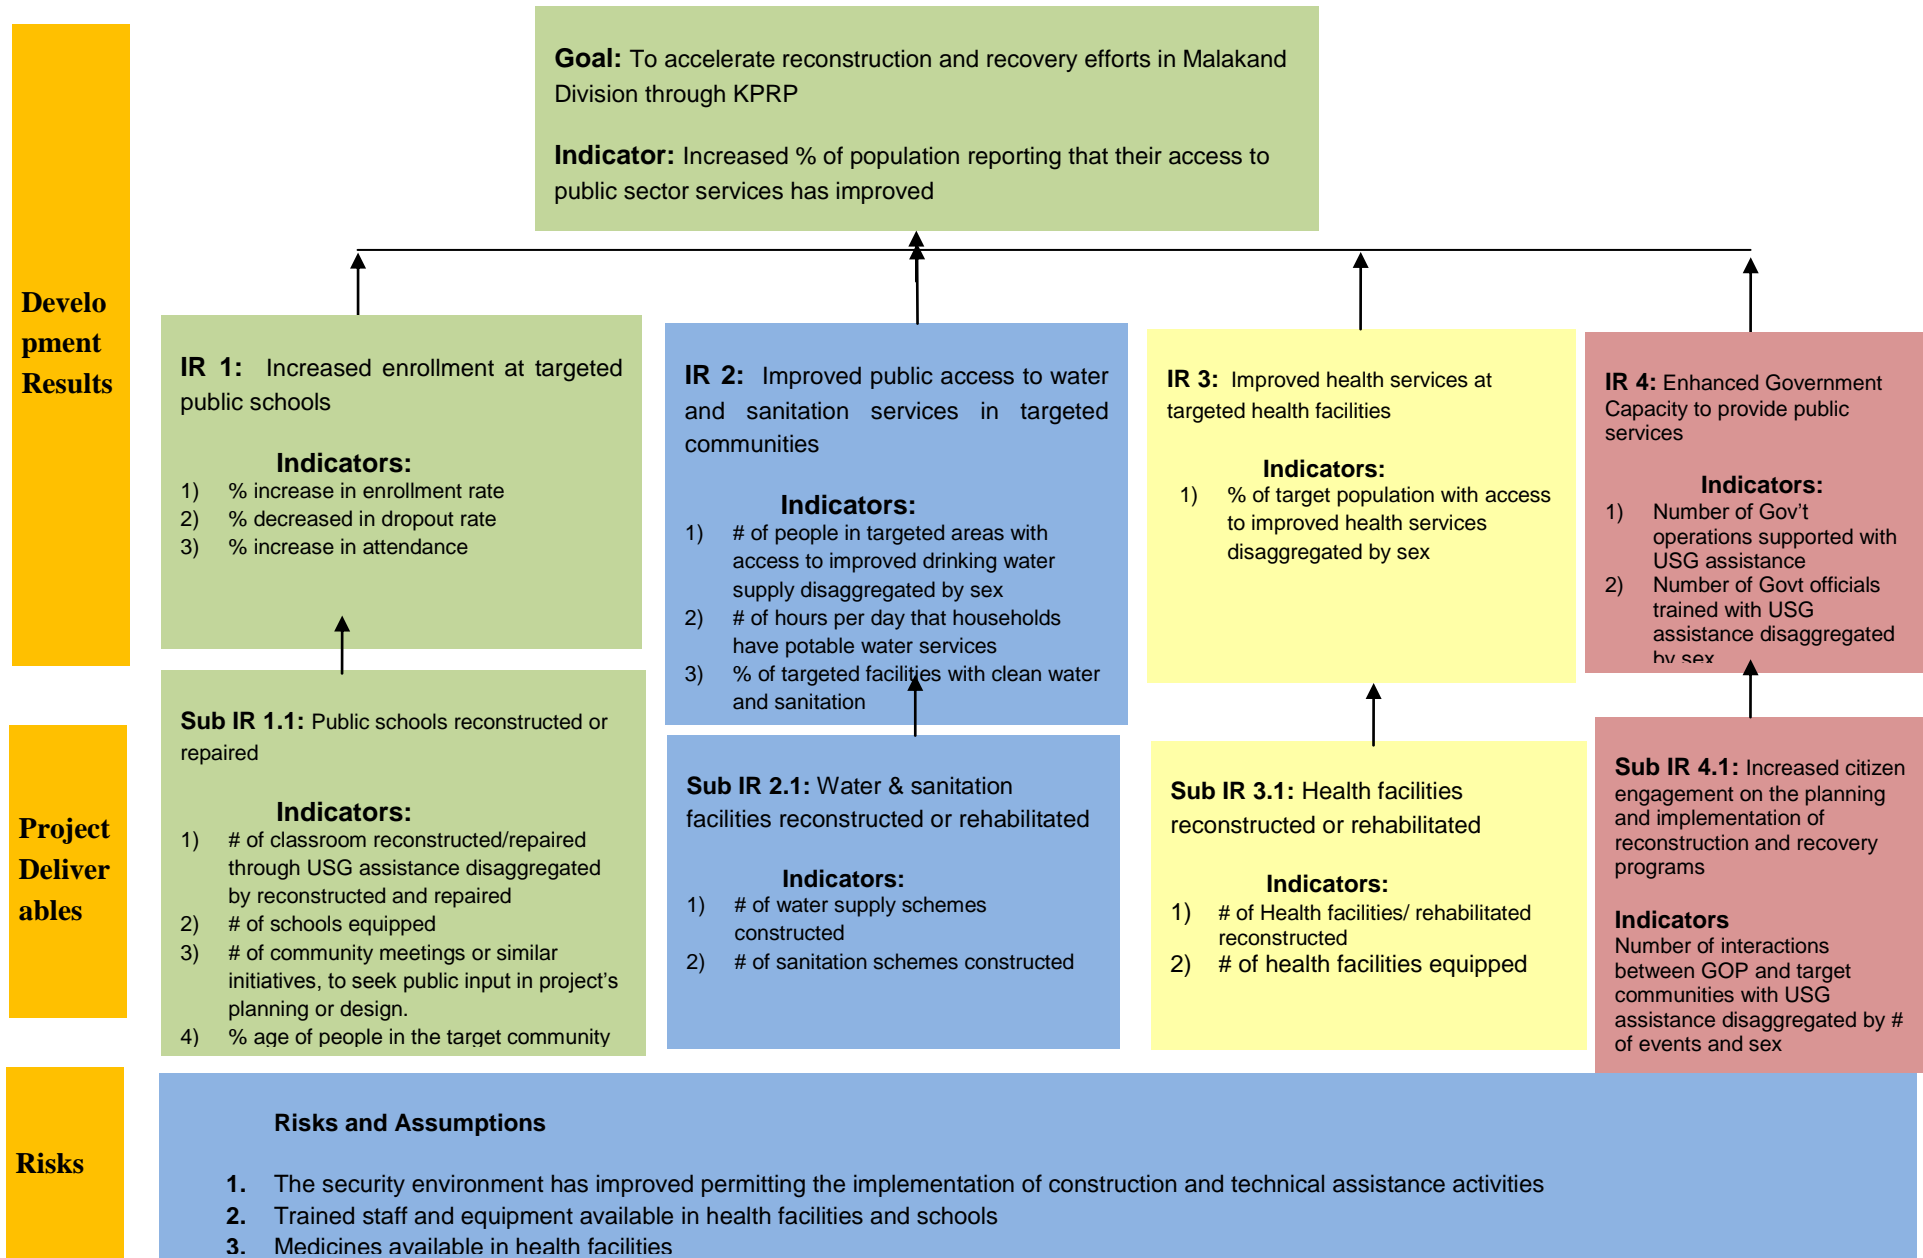 Goal: To accelerate reconstruction and recovery efforts in Malakand
Division through KPRP
Indicator: Increased % of population reporting that their access to
public sector services has improved
Develo
pment
Results
IR 1: Increased enrollment at targeted
public schools
Indicators:
1) % increase in enrollment rate
2) % decreased in dropout rate
3) % increase in attendance
IR 2: Improved public access to water
and sanitation services in targeted
communities
Indicators:
1) # of people in targeted areas with
access to improved drinking water
supply disaggregated by sex
2) # of hours per day that households
have potable water services
3) % of targeted facilities with clean water
and sanitation
IR 3: Improved health services at
targeted health facilities
Indicators:
1) % of target population with access
to improved health services
disaggregated by sex
IR 4: Enhanced Government
Capacity to provide public
services
Indicators:
1) Number of Gov't
operations supported with
USG assistance
2) Number of Govt officials
trained with USG
assistance disaggregated
by sex
Project
Deliver
ables
Sub IR 1.1: Public schools reconstructed or
repaired
Indicators:
1) # of classroom reconstructed/repaired
through USG assistance disaggregated
by reconstructed and repaired
2) # of schools equipped
3) # of community meetings or similar
initiatives, to seek public input in project's
planning or design.
4) % age of people in the target community
Sub IR 2.1: Water & sanitation
facilities reconstructed or rehabilitated
Indicators:
1) # of water supply schemes
constructed
2) # of sanitation schemes constructed
Sub IR 3.1: Health facilities
reconstructed or rehabilitated
Indicators:
1) # of Health facilities/ rehabilitated
reconstructed
2) # of health facilities equipped
Sub IR 4.1: Increased citizen
engagement on the planning
and implementation of
reconstruction and recovery
programs
Indicators
Number of interactions
between GOP and target
communities with USG
assistance disaggregated by #
of events and sex
Risks
Risks and Assumptions
1. The security environment has improved permitting the implementation of construction and technical assistance activities
2. Trained staff and equipment available in health facilities and schools
3. Medicines available in health facilities